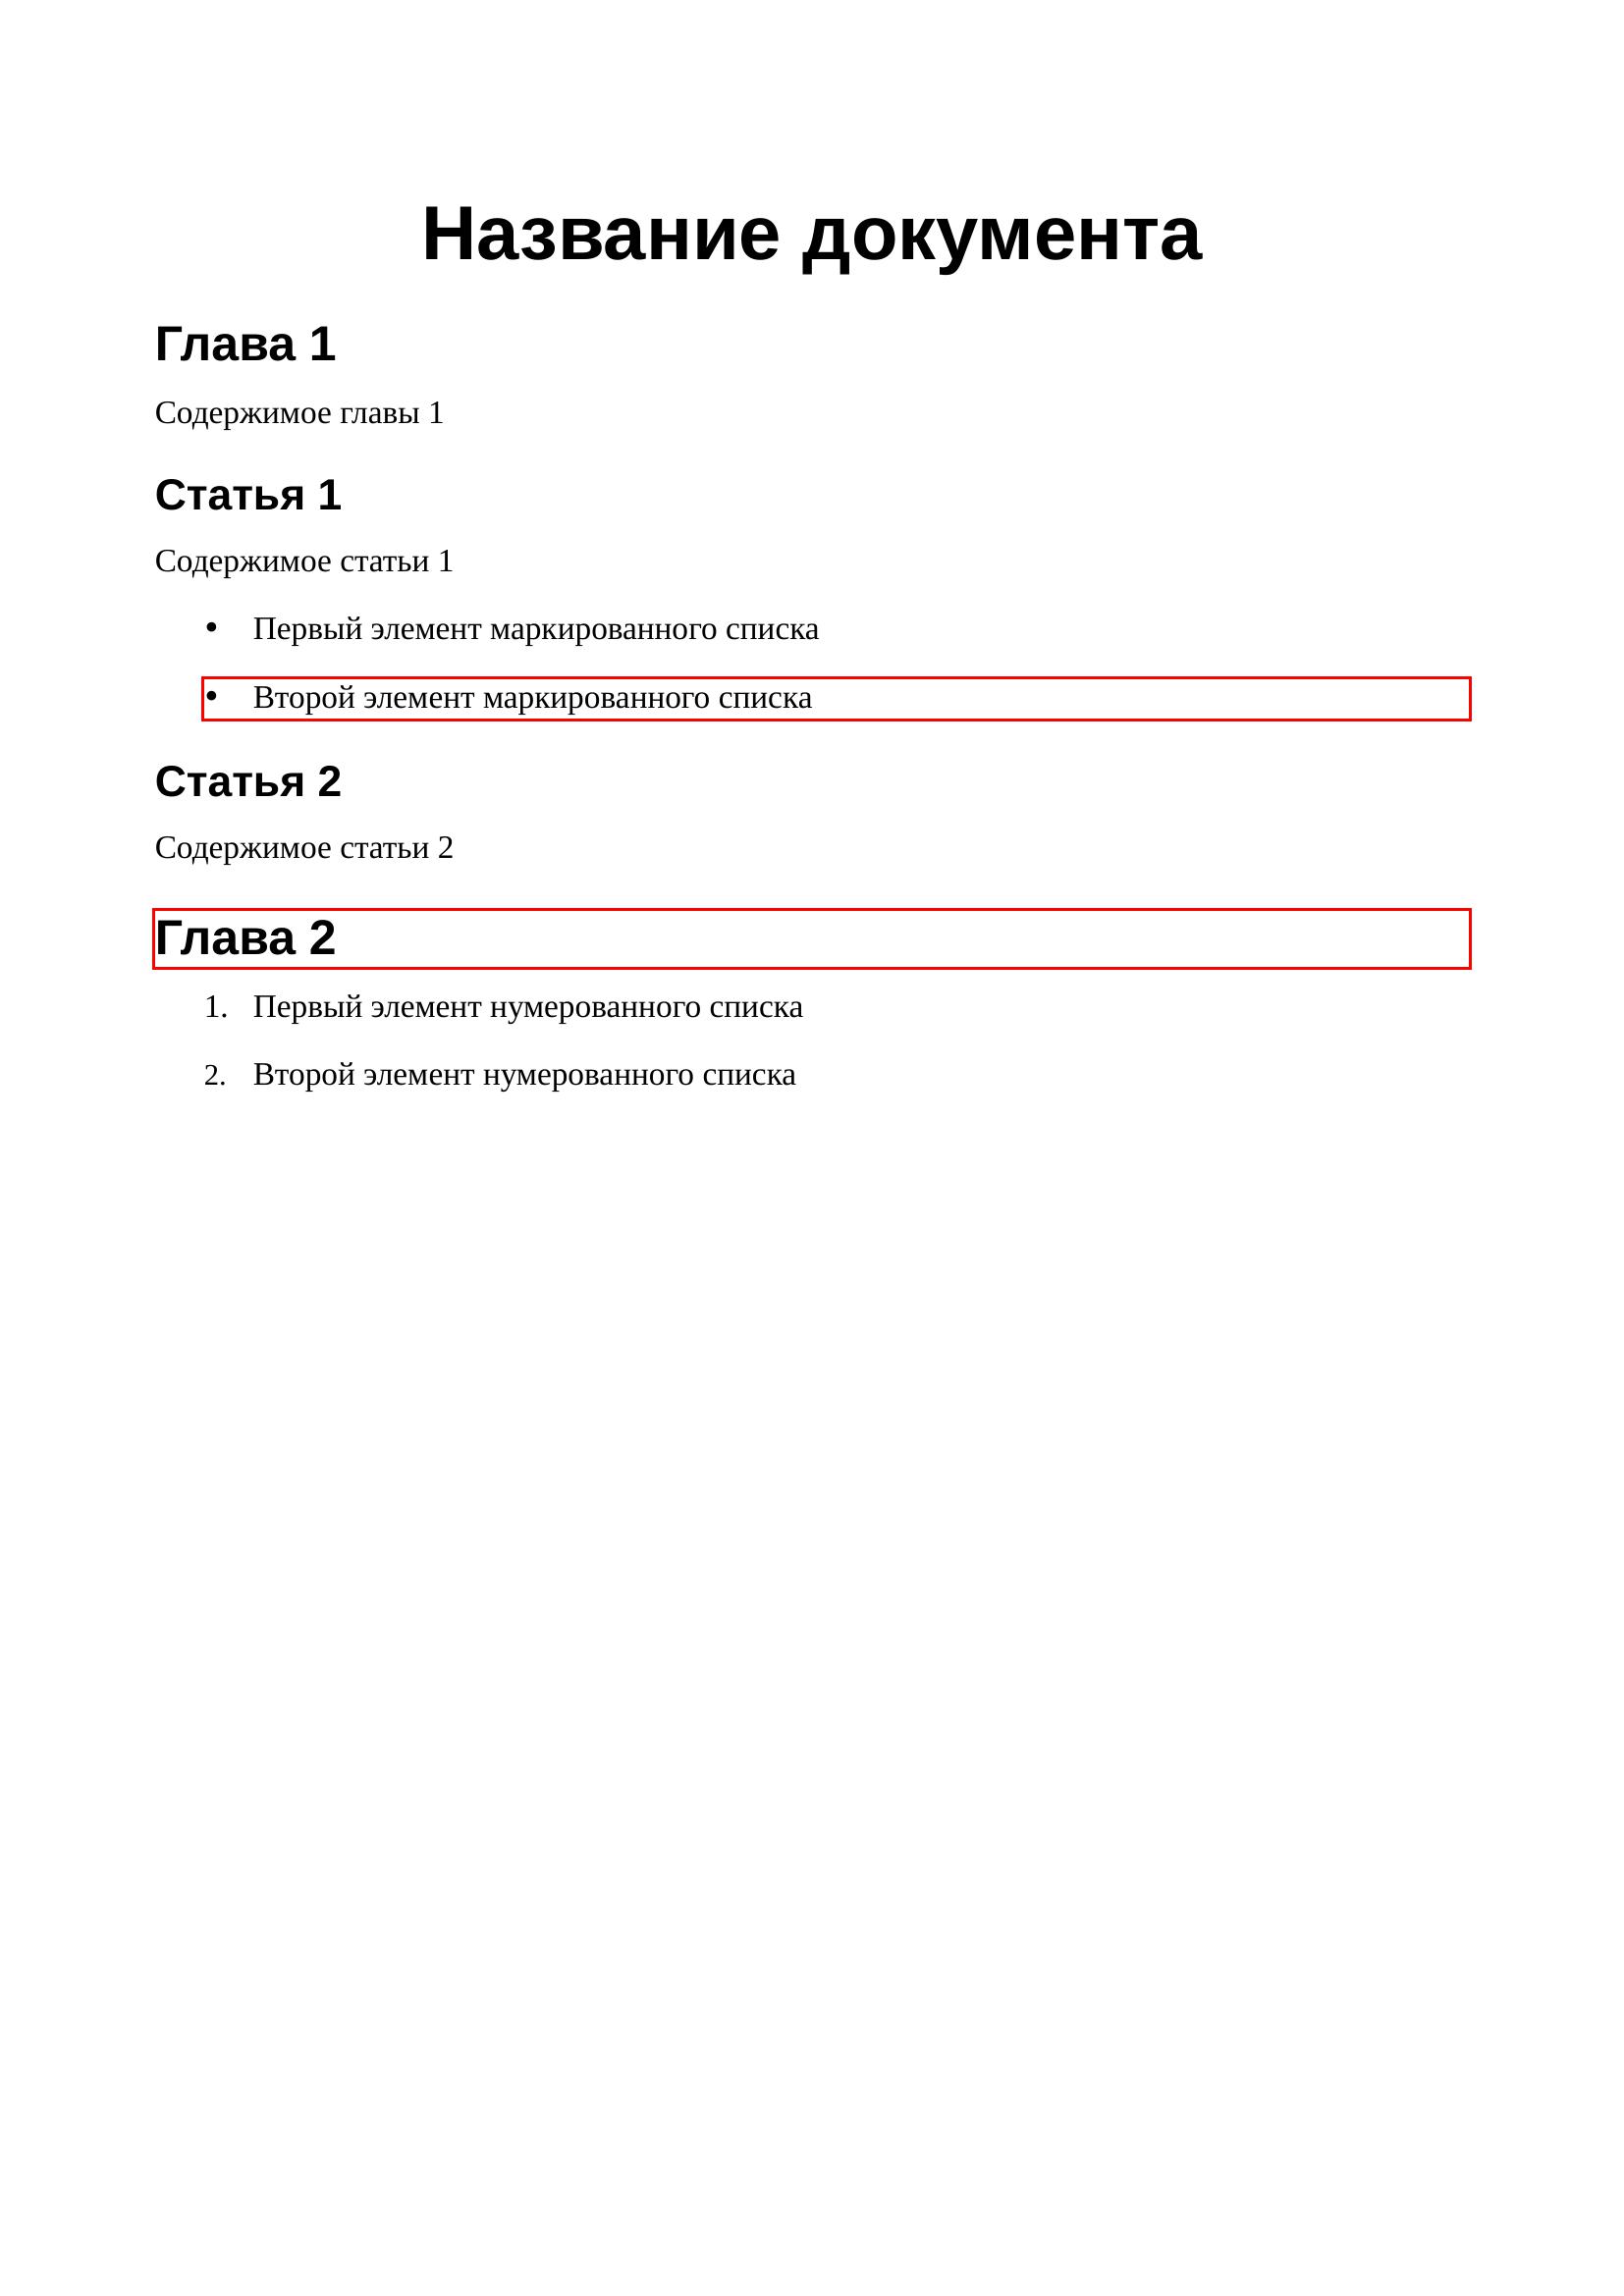 Название документа
Глава 1
Содержимое главы 1
Статья 1
Содержимое статьи 1
• Первый элемент маркированного списка
• Второй элемент маркированного списка
Статья 2
Содержимое статьи 2
Глава 2
1. Первый элемент нумерованного списка
2. Второй элемент нумерованного списка